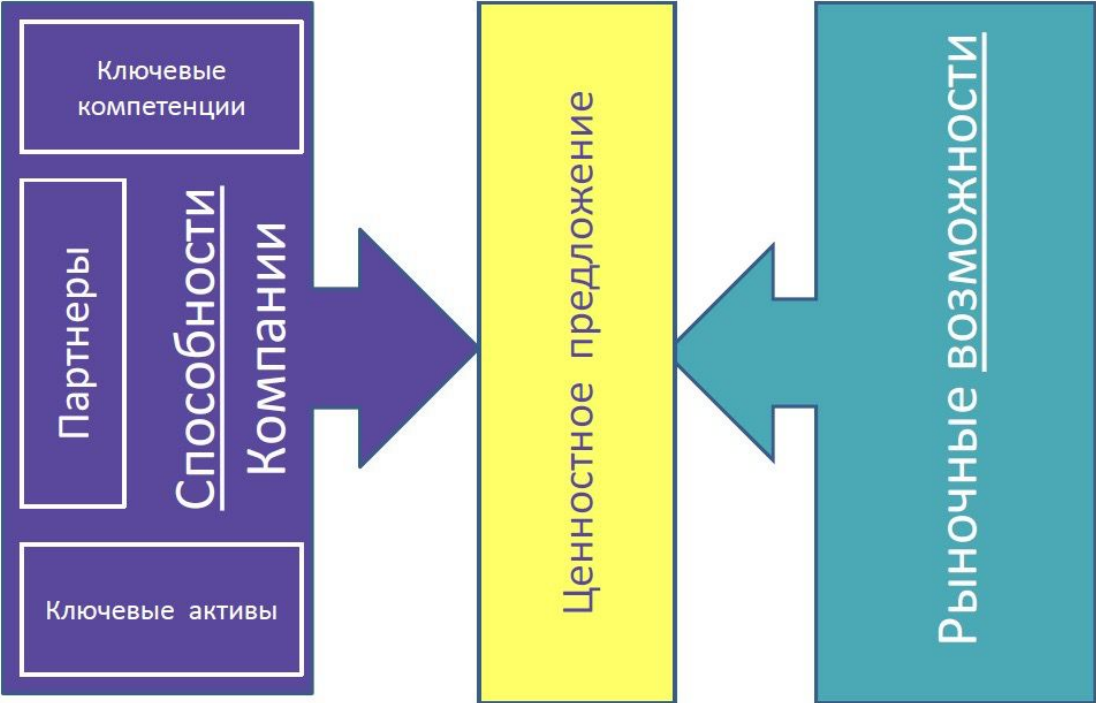 Ключевые
компетенции
Партнеры
Способности
Компании
Ключевые активы
Ценностное предложение
Рыночные возможности